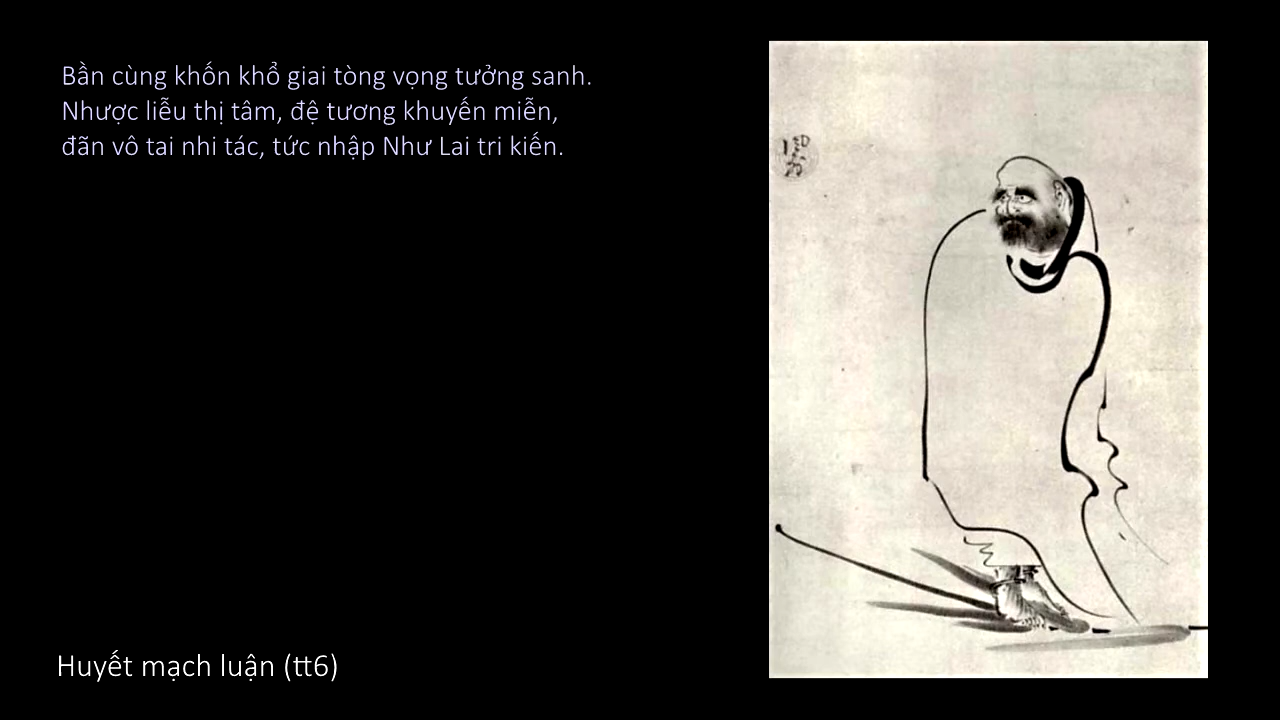 Bần cùng khốn khổ giai tòng vọng tưởng sanh.
Nhược liễu thị tâm, đệ tương khuyến miễn,
đãn vô tai nhi tác, tức nhập Như Lai tri kiến.
Huyết mạch luận (tt6)